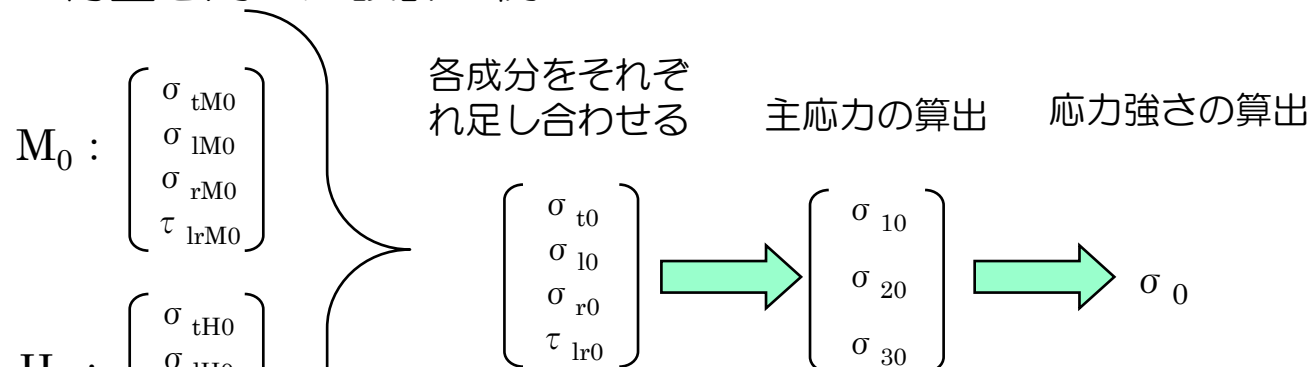 各成分をそれぞ
れ足し合わせる
主応力の算出
応力強さの算出
M₀ :
σ tM0
σ lM0
σ rM0
τ lrM0
σ t0
σ l0
σ r0
τ lr0
σ 10
σ 20
σ 30
σ 0
σ tH0